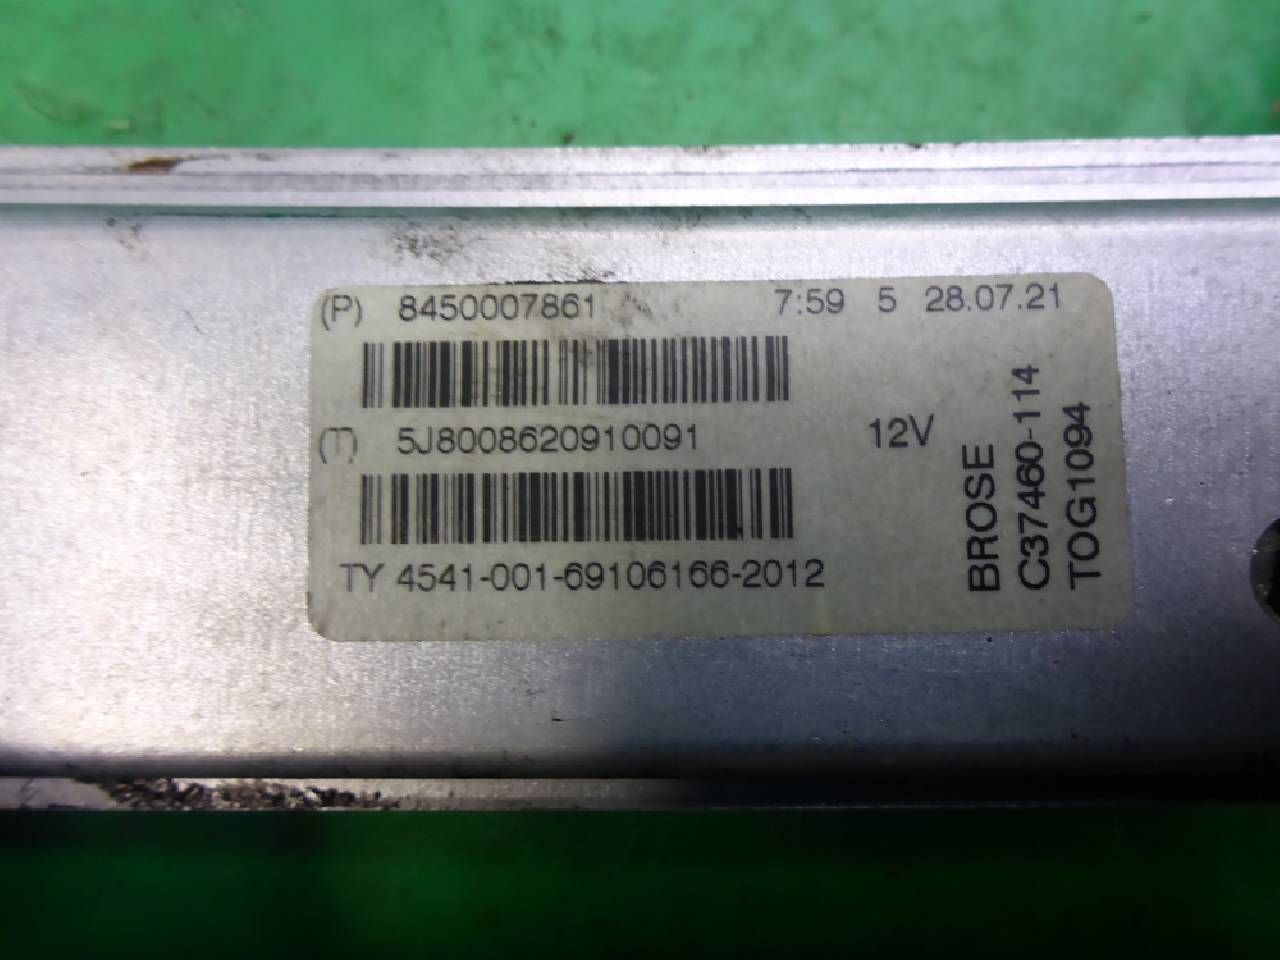 (P) 8450007861 7:59 5 28.07.21
(T) 5J8008620910091 12V
TY 4541-001-69106166-2012
BROSE
C37460-114
TOG1094